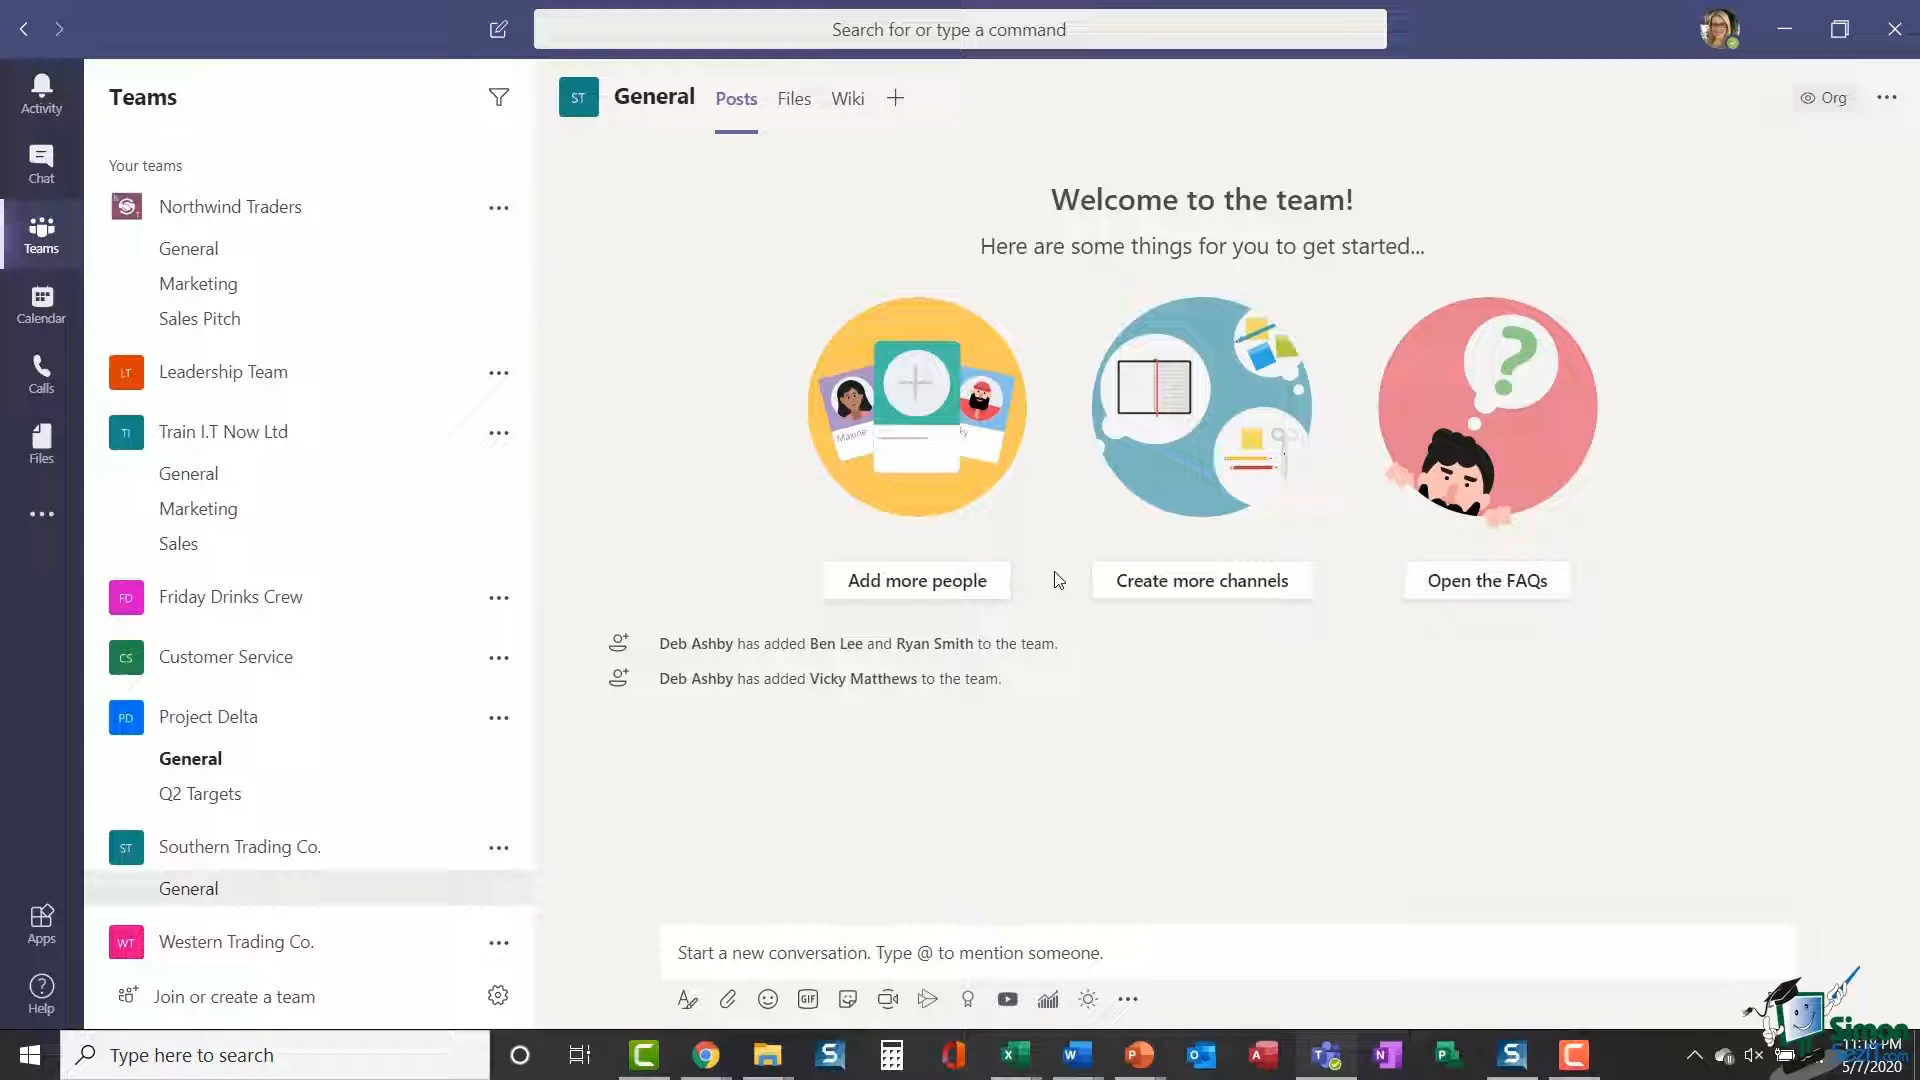 Search for or type a command
Activity
Chat
Teams
Calendar
Calls
Files
Apps
Help
Teams
Your teams
Northwind Traders
General
Marketing
Sales Pitch
LT Leadership Team
TI Train I.T Now Ltd
General
Marketing
Sales
FD Friday Drinks Crew
CS Customer Service
PD Project Delta
General
Q2 Targets
ST Southern Trading Co.
General
WT Western Trading Co.
Join or create a team
ST General Posts Files Wiki
Org
Welcome to the team!
Here are some things for you to get started...
Maxine
Add more people
Create more channels
Open the FAQs
Deb Ashby has added Ben Lee and Ryan Smith to the team.
Deb Ashby has added Vicky Matthews to the team.
Start a new conversation. Type @ to mention someone.
GIF
Type here to search
Simon
11:18 PM
5/7/2020